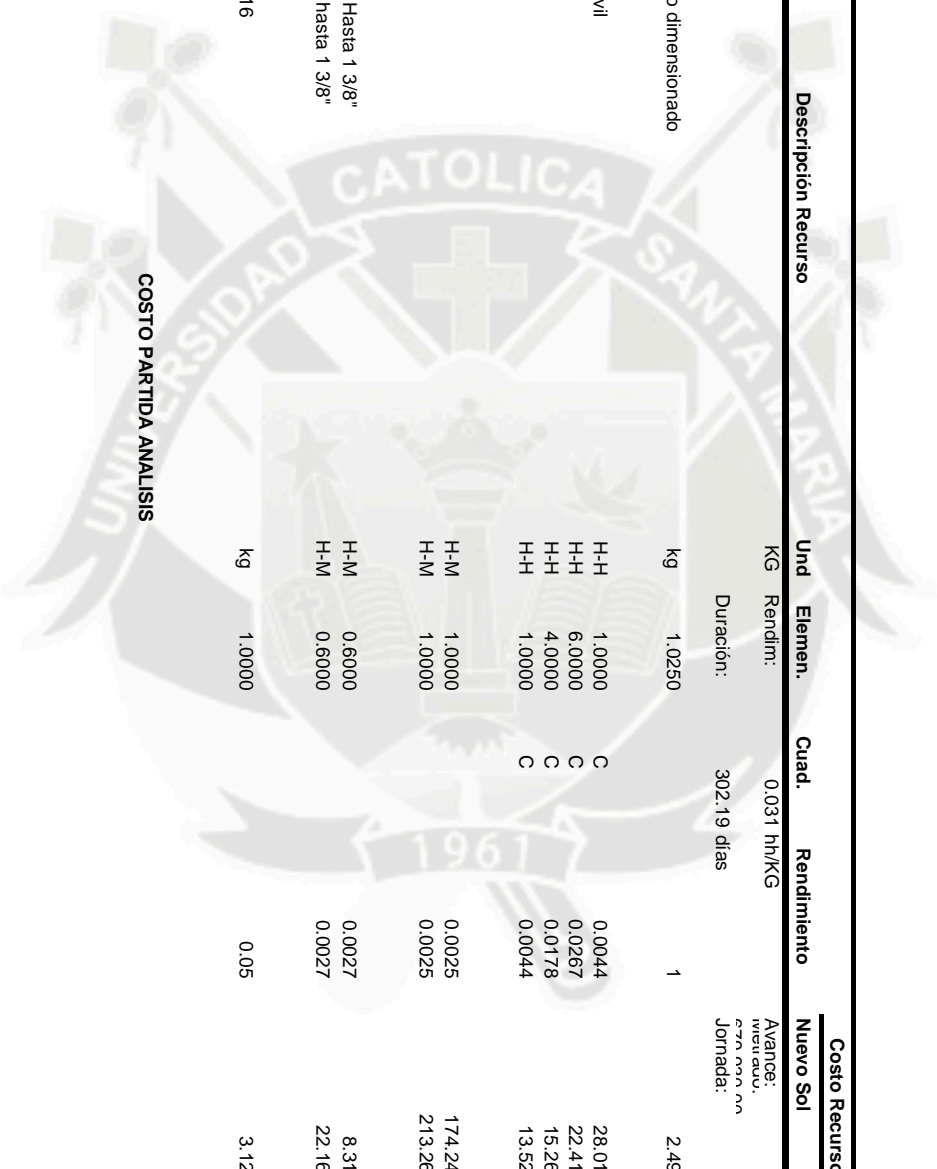 Costo Recurso
Descripción Recurso Und Elemen. Cuad. Rendimiento Nuevo Sol
KG Rendim: 0.031 hh/KG Avance:
Duración: 302.19 días Jornada:
dimensionado kg 1.0250 1 2.49
H-H 1.0000 C 0.0044 28.01
H-H 6.0000 C 0.0267 22.41
H-H 4.0000 C 0.0178 15.26
H-H 1.0000 C 0.0044 13.52
H-M 1.0000 0.0025 174.24
H-M 1.0000 0.0025 213.26
Hasta 1 3/8" H-M 0.6000 0.0027 8.31
hasta 1 3/8" H-M 0.6000 0.0027 22.16
16 kg 1.0000 0.05 3.12
COSTO PARTIDA ANALISIS
UNIVERSIDAD CATOLICA SANTA MARIA
1961